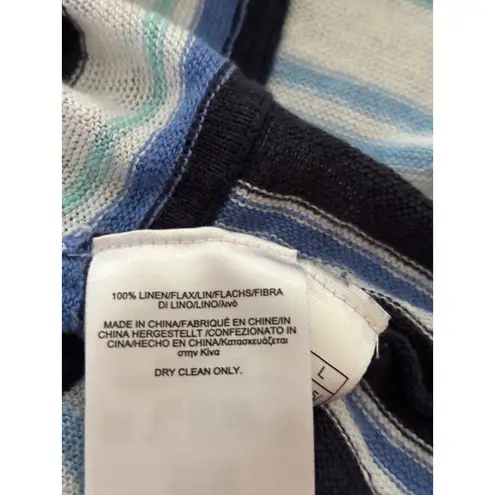 100% LINEN/FLAX/LIN/FLACHS/FIBRA
DI LINO/LINO/λινό
MADE IN CHINA/FABRIQUÉ EN CHINE/IN
CHINA HERGESTELLT /CONFEZIONATO IN
CINA/HECHO EN CHINA/Κατασκευάζεται
στην Κίνα
DRY CLEAN ONLY.
L
S